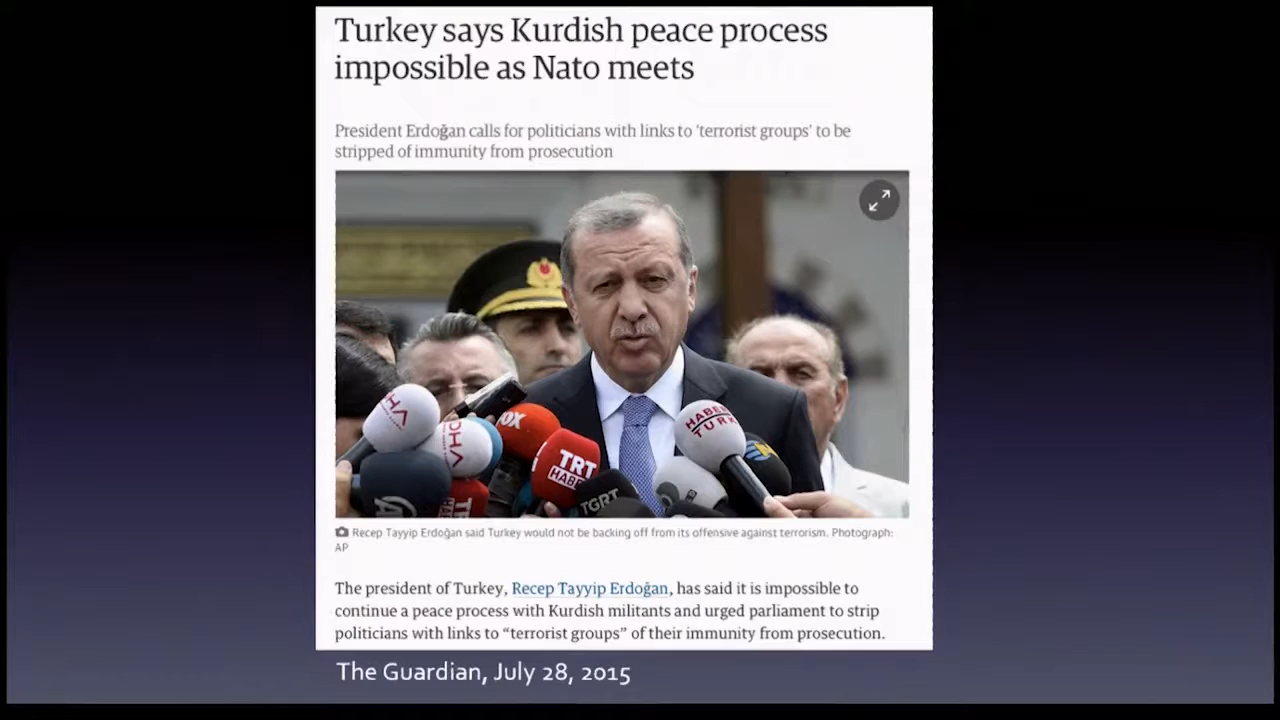 Turkey says Kurdish peace process
impossible as Nato meets
President Erdoğan calls for politicians with links to 'terrorist groups' to be
stripped of immunity from prosecution
HA
VOHA
FOX
TRT
HABE
HABER
TÜRK
TGRT
Recep Tayyip Erdoğan said Turkey would not be backing off from its offensive against terrorism. Photograph:
AP
The president of Turkey, Recep Tayyip Erdoğan, has said it is impossible to
continue a peace process with Kurdish militants and urged parliament to strip
politicians with links to “terrorist groups” of their immunity from prosecution.
The Guardian, July 28, 2015